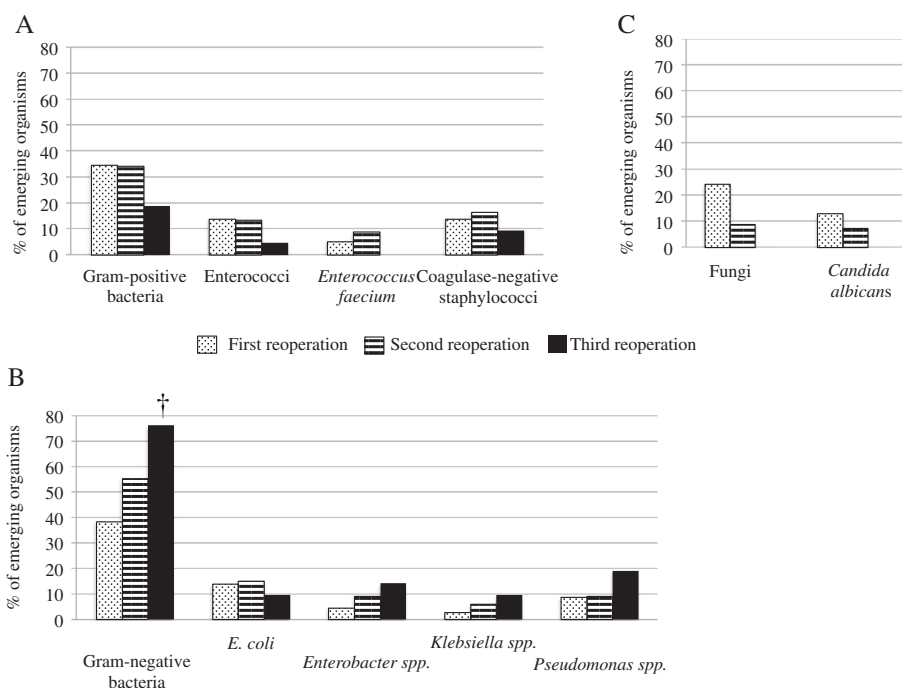 A
% of emerging organisms
80
70
60
50
40
30
20
10
0
Gram-positive
bacteria
Enterococci
Enterococcus
faecium
Coagulase-negative
staphylococci
C
% of emerging organisms
80
70
60
50
40
30
20
10
0
Fungi
Candida
albicans
First reoperation
Second reoperation
Third reoperation
B
% of emerging organisms
80
70
60
50
40
30
20
10
0
†
Gram-negative
bacteria
E. coli
Enterobacter spp.
Klebsiella spp.
Pseudomonas spp.